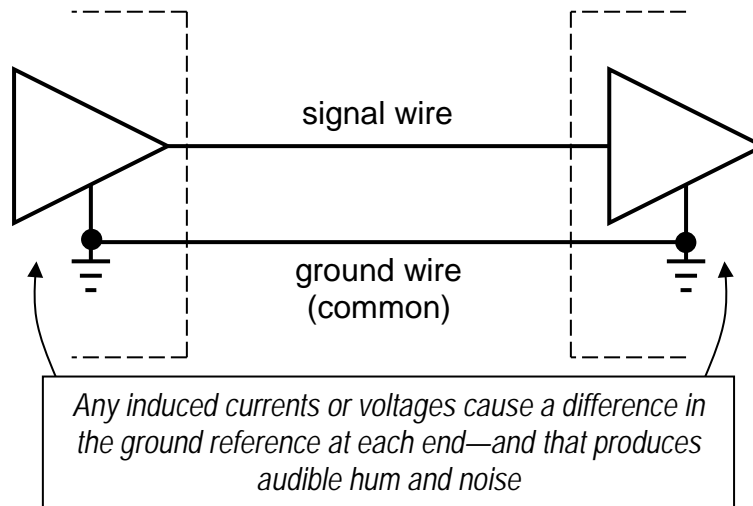 signal wire
ground wire
(common)
Any induced currents or voltages cause a difference in
the ground reference at each end—and that produces
audible hum and noise